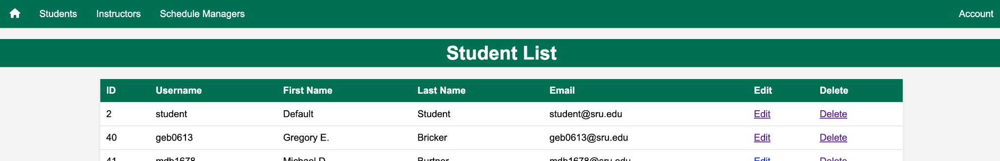 Students Instructors Schedule Managers Account
Student List
ID Username First Name Last Name Email Edit Delete
2 student Default Student student@sru.edu Edit Delete
40 geb0613 Gregory E. Bricker geb0613@sru.edu Edit Delete
41 mdb1678 Michael D. Burtner mdb1678@sru.edu Edit Delete